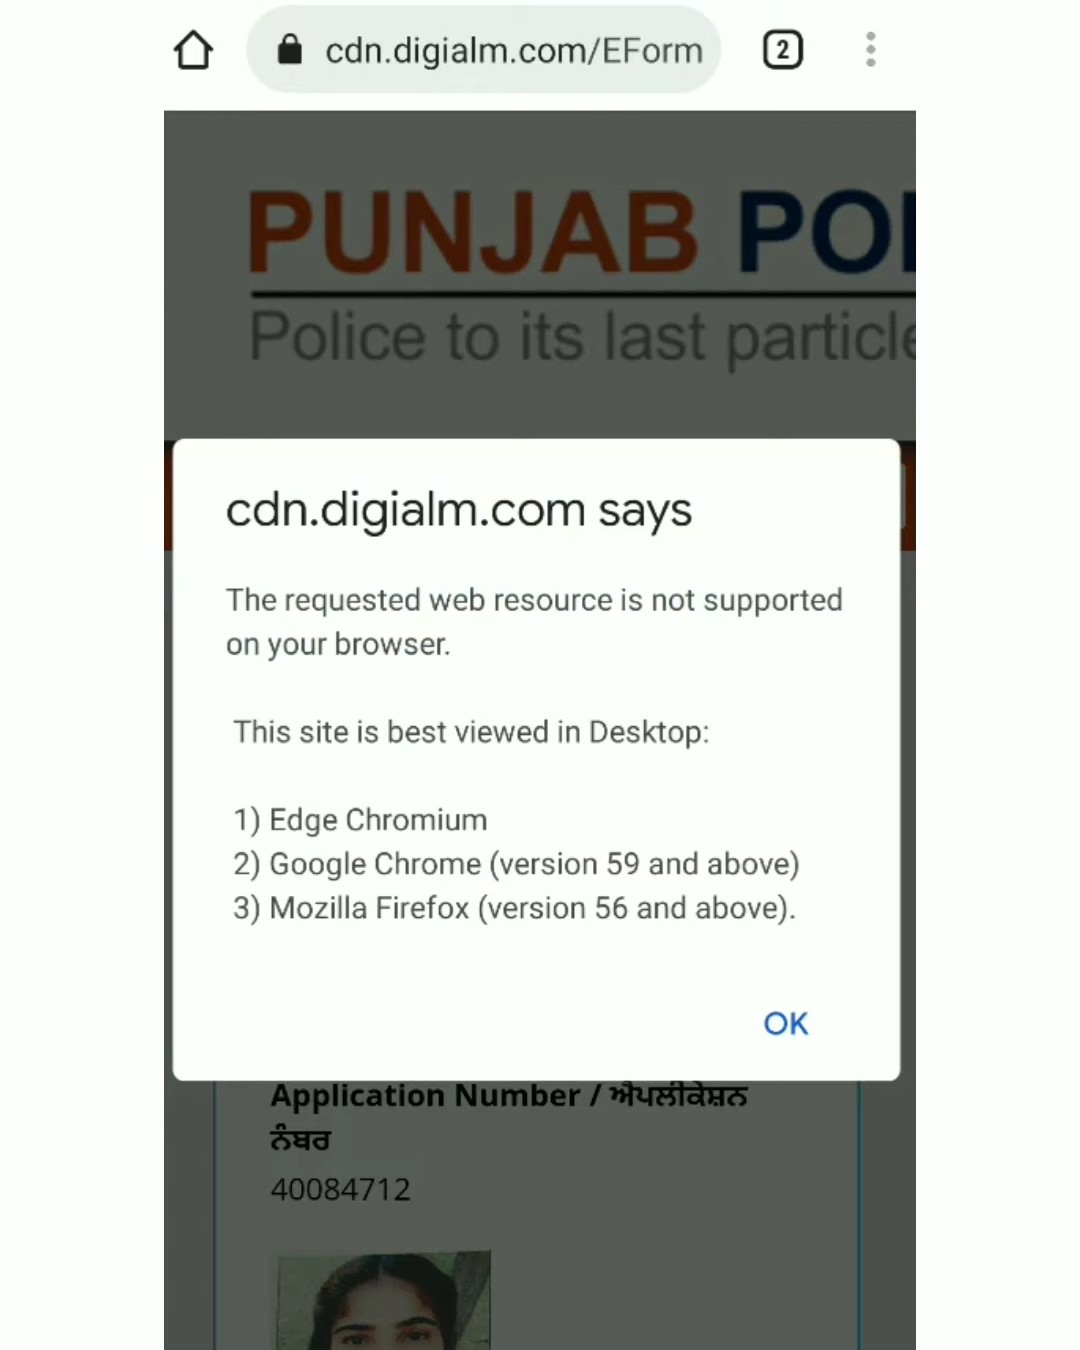 cdn.digialm.com/EForm
2
PUNJAB
Police to its last
cdn.digialm.com says
The requested web resource is not supported
on your browser.
This site is best viewed in Desktop:
1) Edge Chromium
2) Google Chrome (version 59 and above)
3) Mozilla Firefox (version 56 and above).
OK
Application Number / ਐਪਲੀਕੇਸ਼ਨ
ਨੰਬਰ
40084712